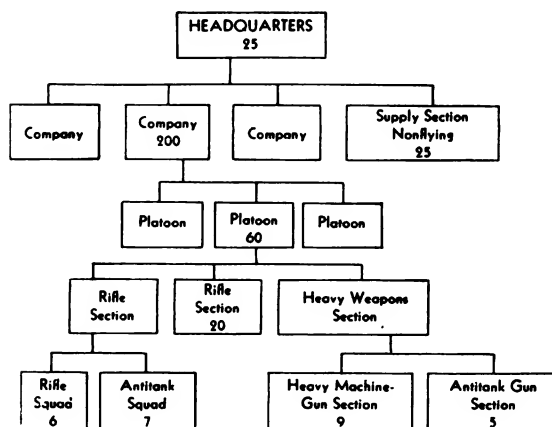 HEADQUARTERS
25
Company
Company
200
Company
Supply Section
Nonflying
25
Platoon
Platoon
60
Platoon
Rifle
Section
Rifle
Section
20
Heavy Weapons
Section
Rifle
Squad
6
Antitank
Squad
7
Heavy Machine-
Gun Section
9
Antitank Gun
Section
5